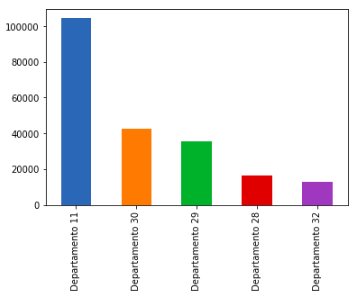 100000
80000
60000
40000
20000
0
Departamento 11
Departamento 30
Departamento 29
Departamento 28
Departamento 32